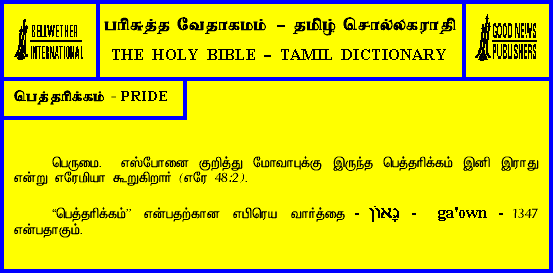 BELLWETHER
INTERNATIONAL
பரிசுத்த வேதாகமம் – தமிழ் சொல்லகராதி
THE HOLY BIBLE – TAMIL DICTIONARY
GOOD NEWS
PUBLISHERS
பெத்தரிக்கம் - PRIDE
பெருமை. எஸ்போனை குறித்து மோவாபுக்கு இருந்த பெத்தரிக்கம் இனி இராது
என்று எரேமியா கூறுகிறார் (எரே 48:2).
“பெத்தரிக்கம்” என்பதற்கான எபிரெய வார்த்தை - גָּאוֹן - ga'own - 1347
என்பதாகும்.